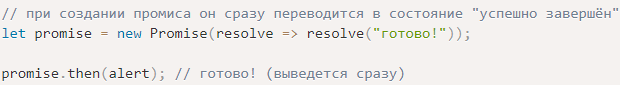 // при создании промиса он сразу переводится в состояние "успешно завершён"
let promise = new Promise(resolve => resolve("готово!"));
promise.then(alert); // готово! (выведется сразу)